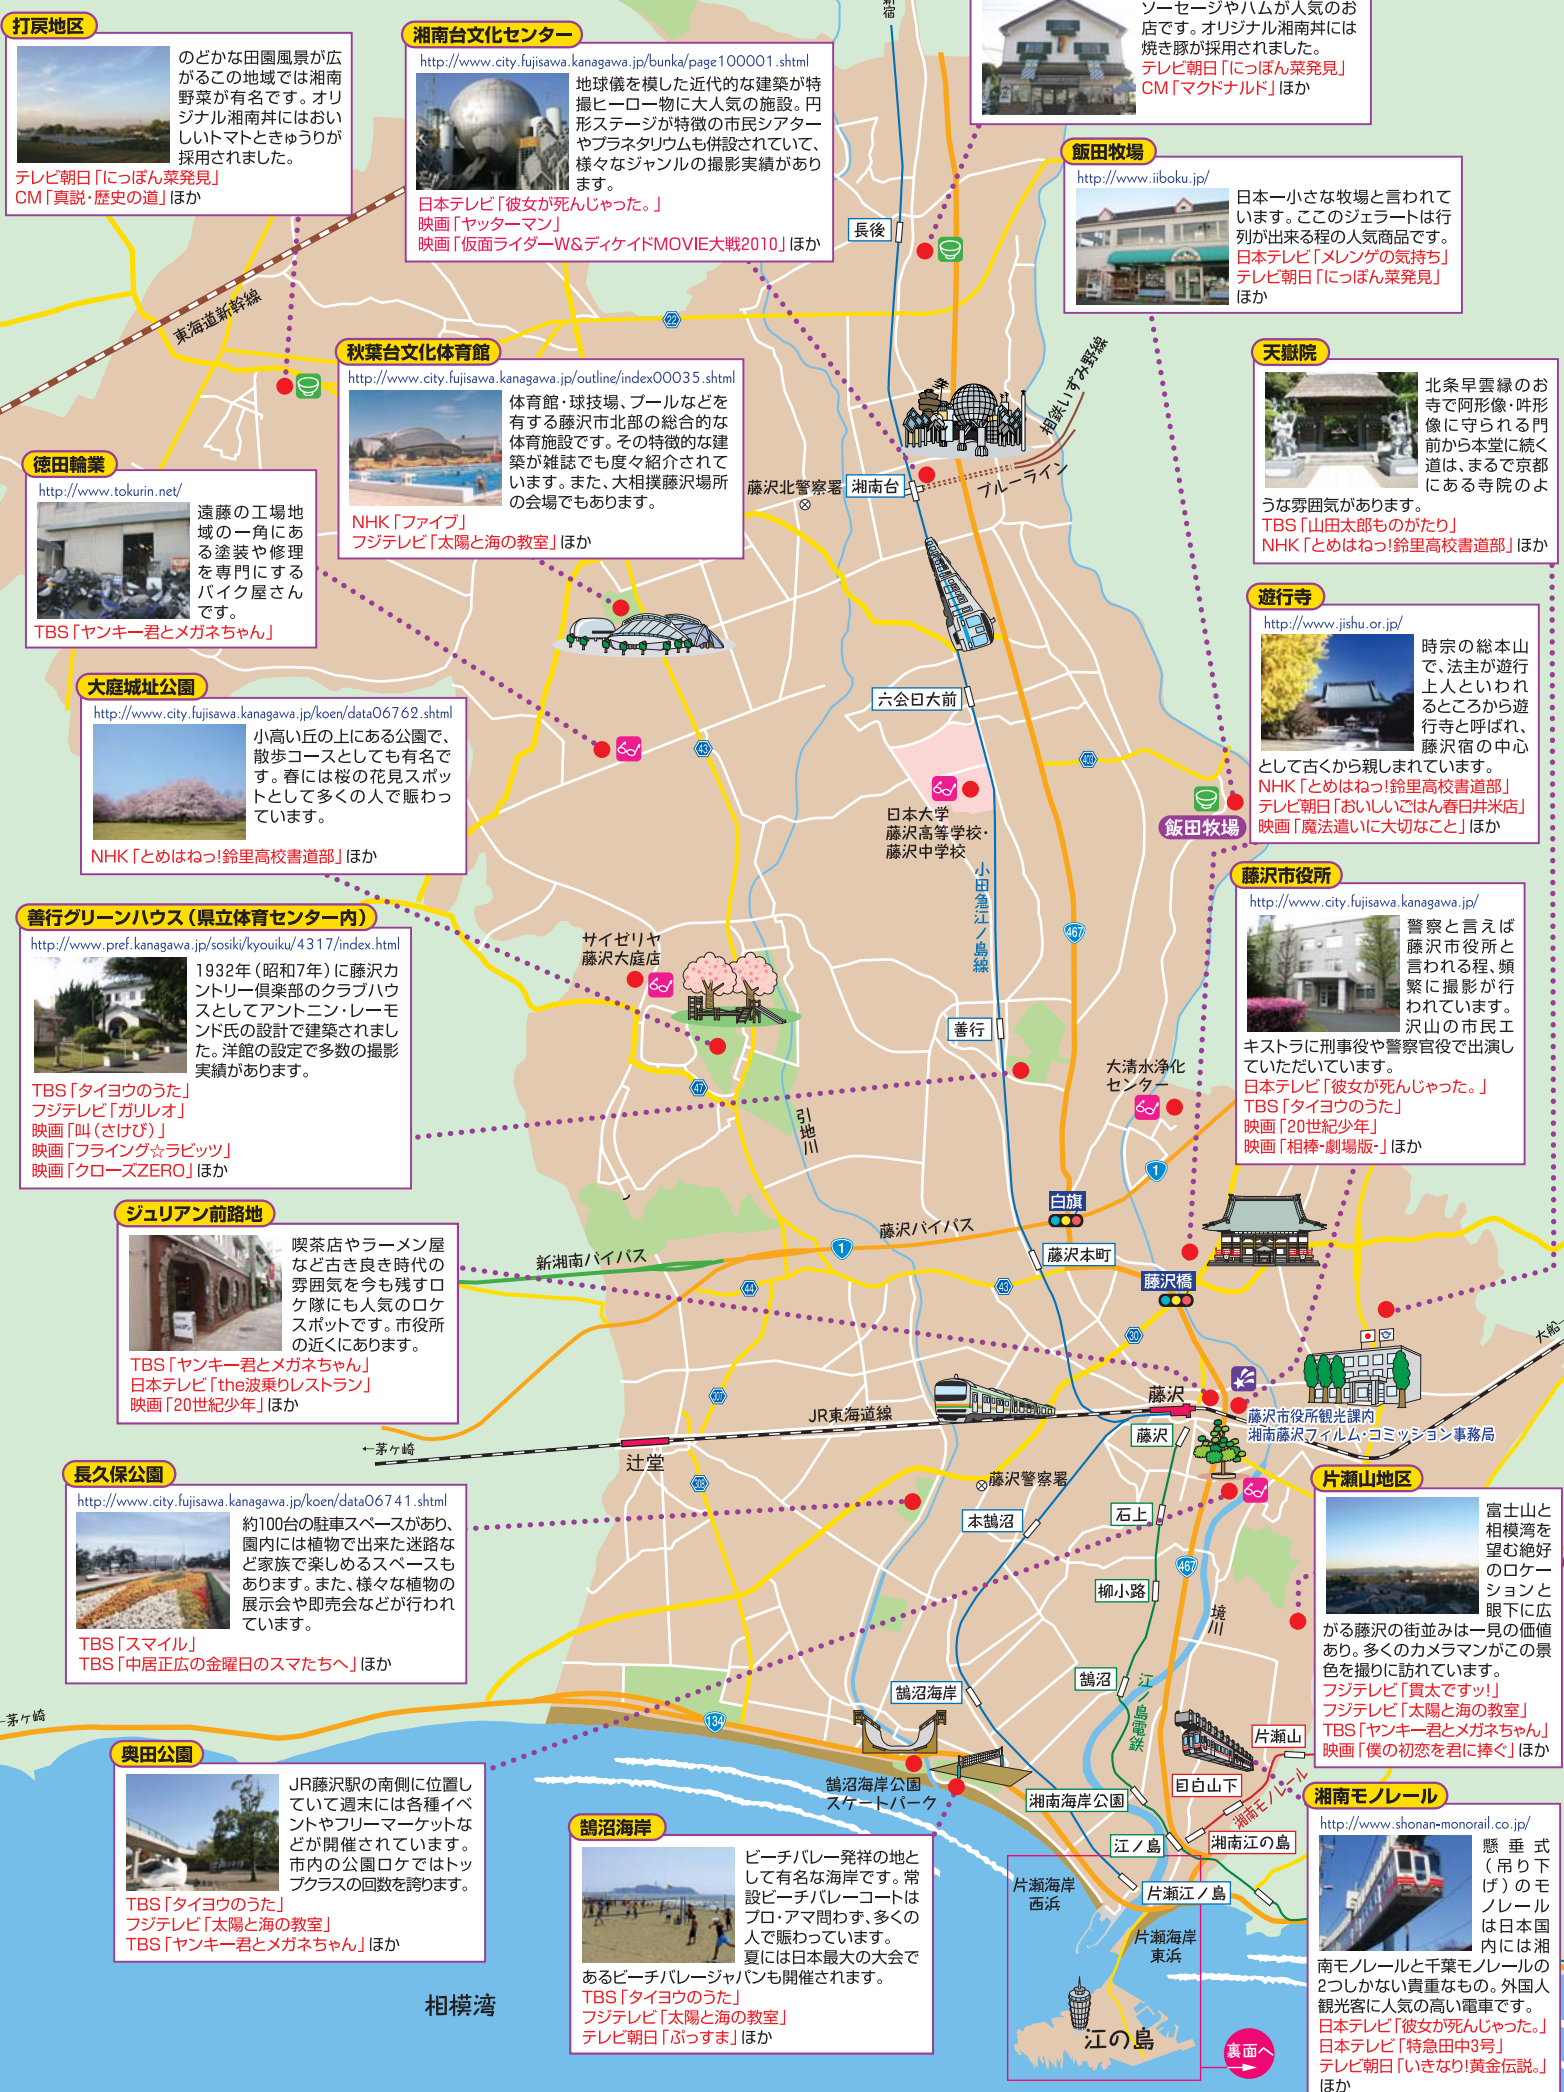 打戻地区
のどかな田園風景が広
がるこの地域では湘南
野菜が有名です。オリ
ジナル湘南丼にはおい
しいトマトときゅうりが
採用されました。
テレビ朝日「にっぽん菜発見」
CM「真説・歴史の道」ほか
湘南台文化センター
http://www.city.fujisawa.kanagawa.jp/bunka/page100001.shtml
地球儀を模した近代的な建築が特
撮ヒーロー物に大人気の施設。円
形ステージが特徴の市民シアター
やプラネタリウムも併設されていて、
様々なジャンルの撮影実績があり
ます。
日本テレビ「彼女が死んじゃった。」
映画「ヤッターマン」
映画「仮面ライダーW&ディケイドMOVIE大戦2010」ほか
新宿
ソーセージやハムが人気のお
店です。オリジナル湘南丼には
焼き豚が採用されました。
テレビ朝日「にっぽん菜発見」
CM「マクドナルド」ほか
飯田牧場
http://www.iiboku.jp/
日本一小さな牧場と言われて
います。ここのジェラートは行
列が出来る程の人気商品です。
日本テレビ「メレンゲの気持ち」
テレビ朝日「にっぽん菜発見」
ほか
長後
東海道新幹線
22
秋葉台文化体育館
http://www.city.fujisawa.kanagawa.jp/outline/index00035.shtml
体育館・球技場、プールなどを
有する藤沢市北部の総合的な
体育施設です。その特徴的な建
築が雑誌でも度々紹介されて
います。また、大相撲藤沢場所
の会場でもあります。
NHK「ファイブ」
フジテレビ「太陽と海の教室」ほか
相鉄いずみ野線
ブルーライン
藤沢北警察署
湘南台
天嶽院
北条早雲縁のお
寺で阿形像・吽形
像に守られる門
前から本堂に続く
道は、まるで京都
にある寺院のよ
うな雰囲気があります。
TBS「山田太郎ものがたり」
NHK「とめはねっ!鈴里高校書道部」ほか
徳田輪業
http://www.tokurin.net/
遠藤の工場地
域の一角にあ
る塗装や修理
を専門にする
バイク屋さん
です。
TBS「ヤンキー君とメガネちゃん」
遊行寺
http://www.jishu.or.jp/
時宗の総本山
で、法主が遊行
上人といわれ
るところから遊
行寺と呼ばれ、
藤沢宿の中心
として古くから親しまれています。
NHK「とめはねっ!鈴里高校書道部」
テレビ朝日「おいしいごはん春日井米店」
映画「魔法遣いに大切なこと」ほか
大庭城址公園
http://www.city.fujisawa.kanagawa.jp/koen/data06762.shtml
小高い丘の上にある公園で、
散歩コースとしても有名で
す。春には桜の花見スポッ
トとして多くの人で賑わっ
ています。
NHK「とめはねっ!鈴里高校書道部」ほか
六会日大前
43
403
日本大学
藤沢高等学校・
藤沢中学校
飯田牧場
小田急江ノ島線
467
藤沢市役所
http://www.city.fujisawa.kanagawa.jp/
警察と言えば
藤沢市役所と
言われる程、頻
繁に撮影が行
われています。
沢山の市民エ
キストラに刑事役や警察官役で出演し
ていただいています。
日本テレビ「彼女が死んじゃった。」
TBS「タイヨウのうた」
映画「20世紀少年」
映画「相棒-劇場版-」ほか
善行グリーンハウス(県立体育センター内)
http://www.pref.kanagawa.jp/sosiki/kyouiku/4317/index.html
1932年(昭和7年)に藤沢カ
ントリー倶楽部のクラブハウ
スとしてアントニン・レーモ
ンド氏の設計で建築されまし
た。洋館の設定で多数の撮影
実績があります。
TBS「タイヨウのうた」
フジテレビ「ガリレオ」
映画「叫(さけび)」
映画「フライング☆ラビッツ」
映画「クローズZERO」ほか
サイゼリヤ
藤沢大庭店
善行
大清水浄化
センター
47
引地川
1
白旗
藤沢バイパス
新湘南バイパス
1
藤沢本町
藤沢橋
44
43
30
ジュリアン前路地
喫茶店やラーメン屋
など古き良き時代の
雰囲気を今も残すロ
ケ隊にも人気のロケ
スポットです。市役所
の近くにあります。
TBS「ヤンキー君とメガネちゃん」
日本テレビ「the波乗りレストラン」
映画「20世紀少年」ほか
大船→
307
JR東海道線
藤沢
藤沢
藤沢市役所観光課内
湘南藤沢フィルム・コミッション事務局
←茅ヶ崎
辻堂
308
藤沢警察署
長久保公園
http://www.city.fujisawa.kanagawa.jp/koen/data06741.shtml
約100台の駐車スペースがあり、
園内には植物で出来た迷路な
ど家族で楽しめるスペースも
あります。また、様々な植物の
展示会や即売会などが行われ
ています。
TBS「スマイル」
TBS「中居正広の金曜日のスマたちへ」ほか
本鵠沼
石上
467
柳小路
境川
片瀬山地区
富士山と
相模湾を
望む絶好
のロケー
ションと
眼下に広
がる藤沢の街並みは一見の価値
あり。多くのカメラマンがこの景
色を撮りに訪れています。
フジテレビ「貫太ですッ!」
フジテレビ「太陽と海の教室」
TBS「ヤンキー君とメガネちゃん」
映画「僕の初恋を君に捧ぐ」ほか
鵠沼海岸
鵠沼
江ノ島電鉄
←茅ヶ崎
134
片瀬山
目白山下
湘南モノレール
奥田公園
JR藤沢駅の南側に位置し
ていて週末には各種イベ
ントやフリーマーケットな
どが開催されています。
市内の公園ロケではトッ
プクラスの回数を誇ります。
TBS「タイヨウのうた」
フジテレビ「太陽と海の教室」
TBS「ヤンキー君とメガネちゃん」ほか
鵠沼海岸公園
スケートパーク
湘南海岸公園
江ノ島
湘南江の島
片瀬江ノ島
鵠沼海岸
ビーチバレー発祥の地と
して有名な海岸です。常
設ビーチバレーコートは
プロ・アマ問わず、多くの
人で賑わっています。
夏には日本最大の大会で
あるビーチバレージャパンも開催されます。
TBS「タイヨウのうた」
フジテレビ「太陽と海の教室」
テレビ朝日「ぷっすま」ほか
片瀬海岸
西浜
片瀬海岸
東浜
湘南モノレール
http://www.shonan-monorail.co.jp/
懸垂式
(吊り下
げ)のモ
ノレール
は日本国
内には湘
南モノレールと千葉モノレールの
2つしかない貴重なもの。外国人
観光客に人気の高い電車です。
日本テレビ「彼女が死んじゃった。」
日本テレビ「特急田中3号」
テレビ朝日「いきなり!黄金伝説。」
ほか
相模湾
江の島
裏面へ